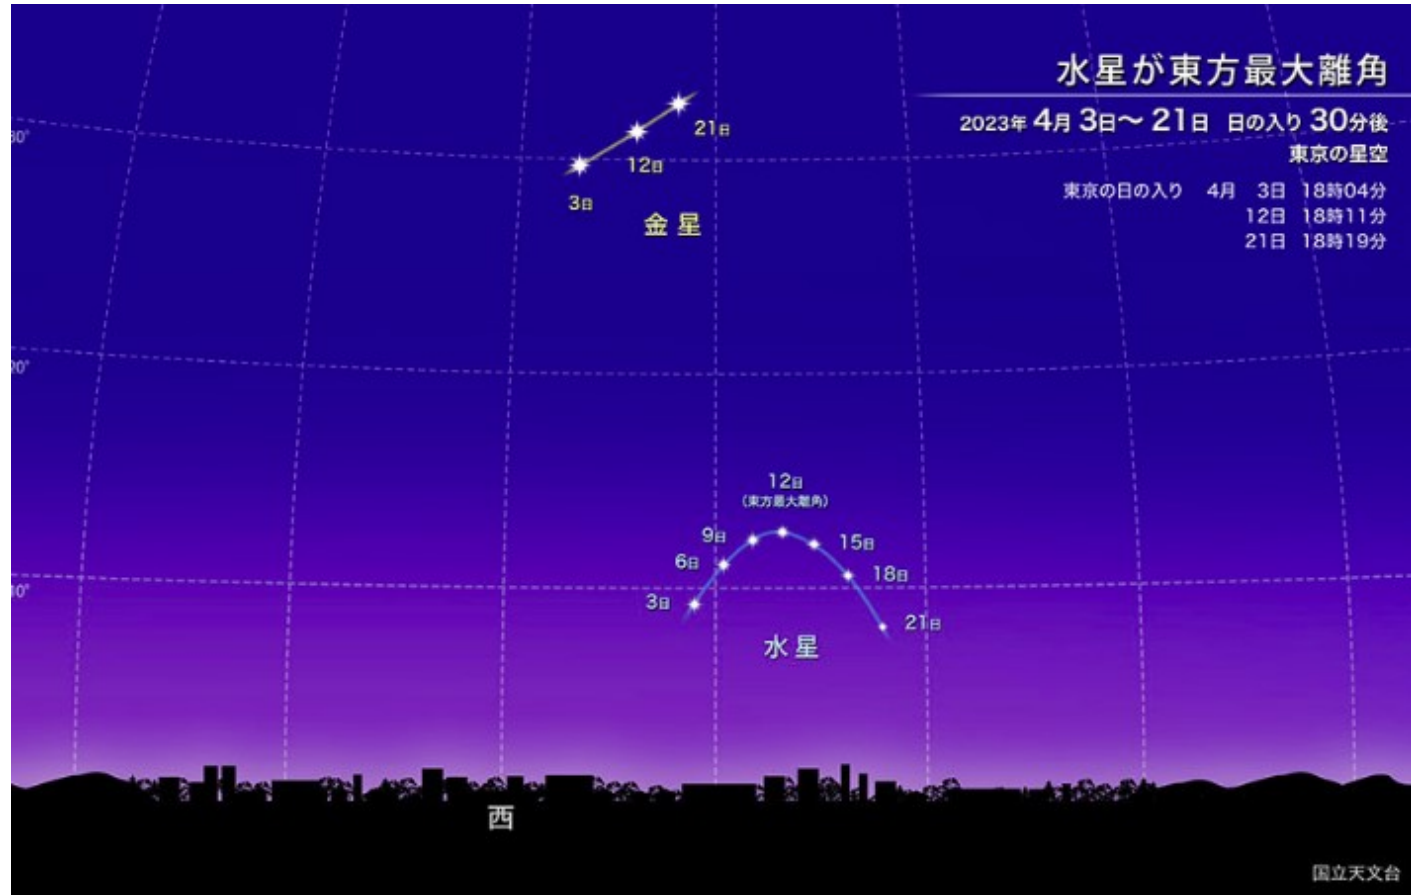 水星が東方最大離角
2023年 4月 3日〜 21日 日の入り 30分後
東京の星空
東京の日の入り 4月 3日 18時04分
12日 18時11分
21日 18時19分
30°
21日
12日
3日
金星
20°
12日
(東方最大離角)
9日
15日
6日
18日
10°
3日
21日
水星
西
国立天文台